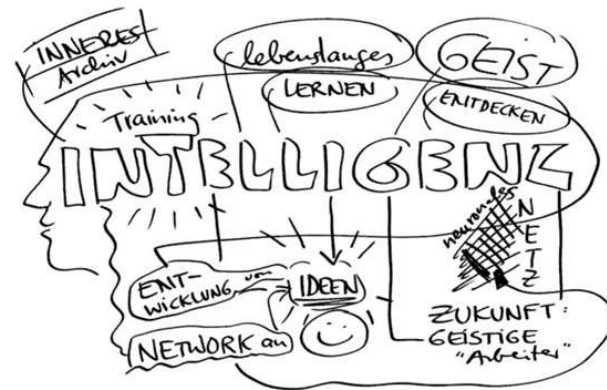 INNERES
Archiv
lebenslanges
LERNEN
GEIST
ENTDECKEN
Training
INTELLIGENZ
neuronales
NETZ
ENT-
WICKLUNG von
IDEEN
NETWORK an
ZUKUNFT:
GEISTIGE
"Arbeiter"